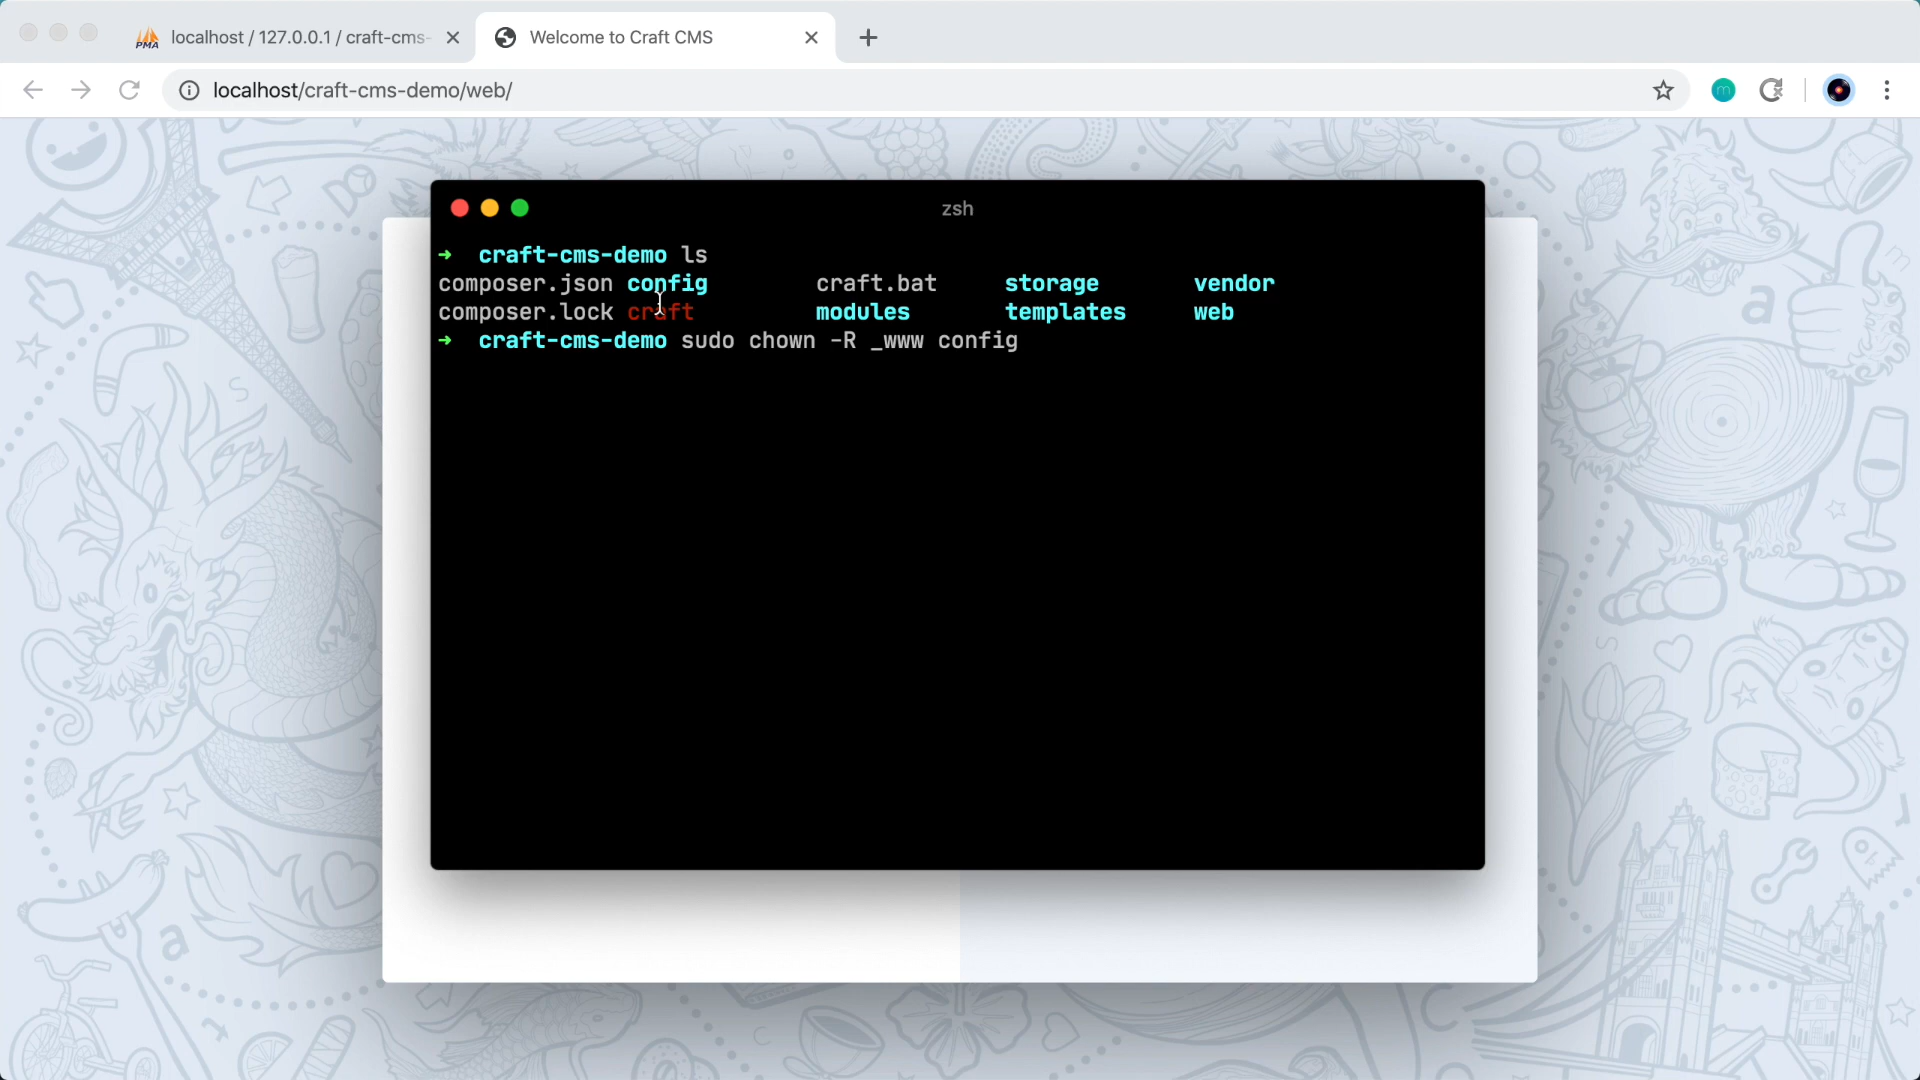 localhost / 127.0.0.1 / craft-cms-
PMA
Welcome to Craft CMS
localhost/craft-cms-demo/web/
m
zsh
➜ craft-cms-demo ls
composer.json config craft.bat storage vendor
composer.lock craft modules templates web
➜ craft-cms-demo sudo chown -R _www config